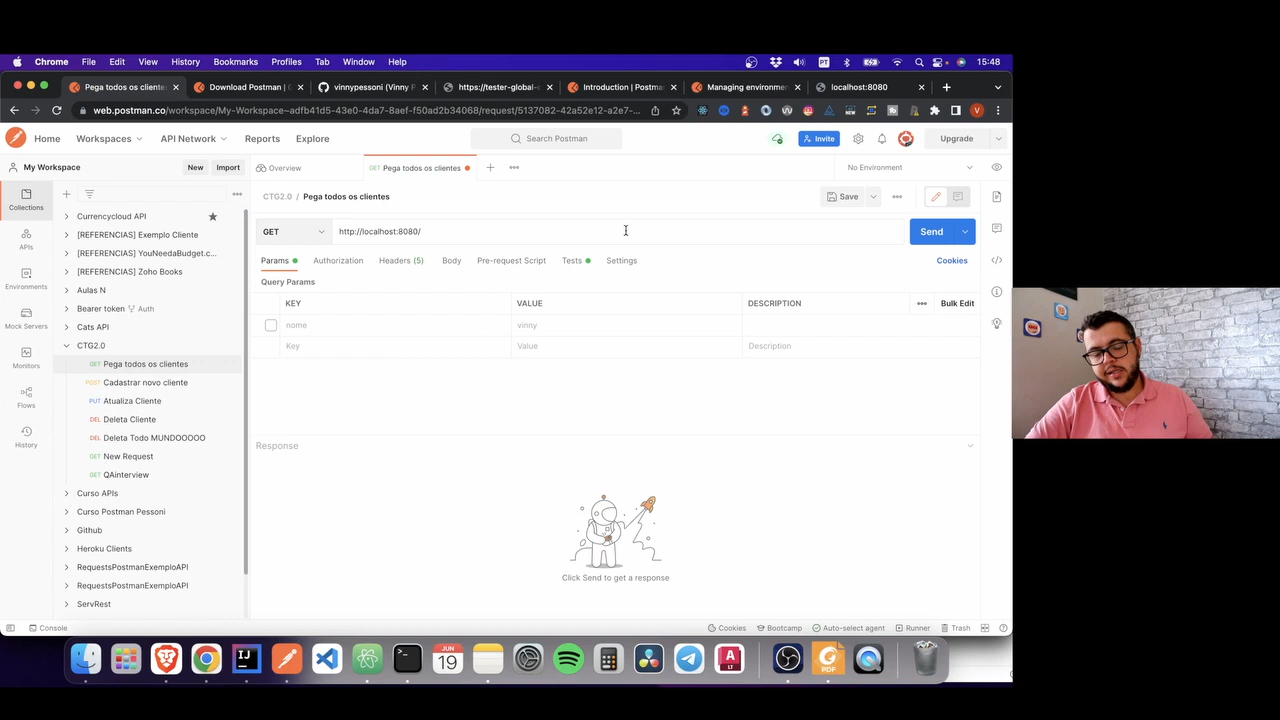 Chrome File Edit View History Bookmarks Profiles Tab Window Help PT 15:48
Pega todos os cliente Download Postman | vinnypessoni (Vinny P https://tester-global-c Introduction | Postma Managing environme localhost:8080
web.postman.co/workspace/My-Workspace~adfb41d5-43e0-4da7-8aef-f50ad2b34068/request/5137082-42a52e12-a2e7-...
Home Workspaces API Network Reports Explore Search Postman Invite Upgrade
My Workspace New Import Overview GET Pega todos os clientes No Environment
Collections
APIs
Environments
Mock Servers
Monitors
Flows
History
Currencycloud API
[REFERENCIAS] Exemplo Cliente
[REFERENCIAS] YouNeedaBudget.c...
[REFERENCIAS] Zoho Books
Aulas N
Bearer token Auth
Cats API
CTG2.0
GET Pega todos os clientes
POST Cadastrar novo cliente
PUT Atualiza Cliente
DEL Deleta Cliente
DEL Deleta Todo MUNDOOOOO
GET New Request
GET QAinterview
Curso APIs
Curso Postman Pessoni
Github
Heroku Clients
RequestsPostmanExemploAPI
RequestsPostmanExemploAPI
ServRest
CTG2.0 / Pega todos os clientes Save
GET http://localhost:8080/ Send
Params Authorization Headers (5) Body Pre-request Script Tests Settings Cookies
Query Params
KEY VALUE DESCRIPTION Bulk Edit
nome vinny
Key Value Description
Response
Click Send to get a response
Console Cookies Bootcamp Auto-select agent Runner Trash
JUN
19
PDF